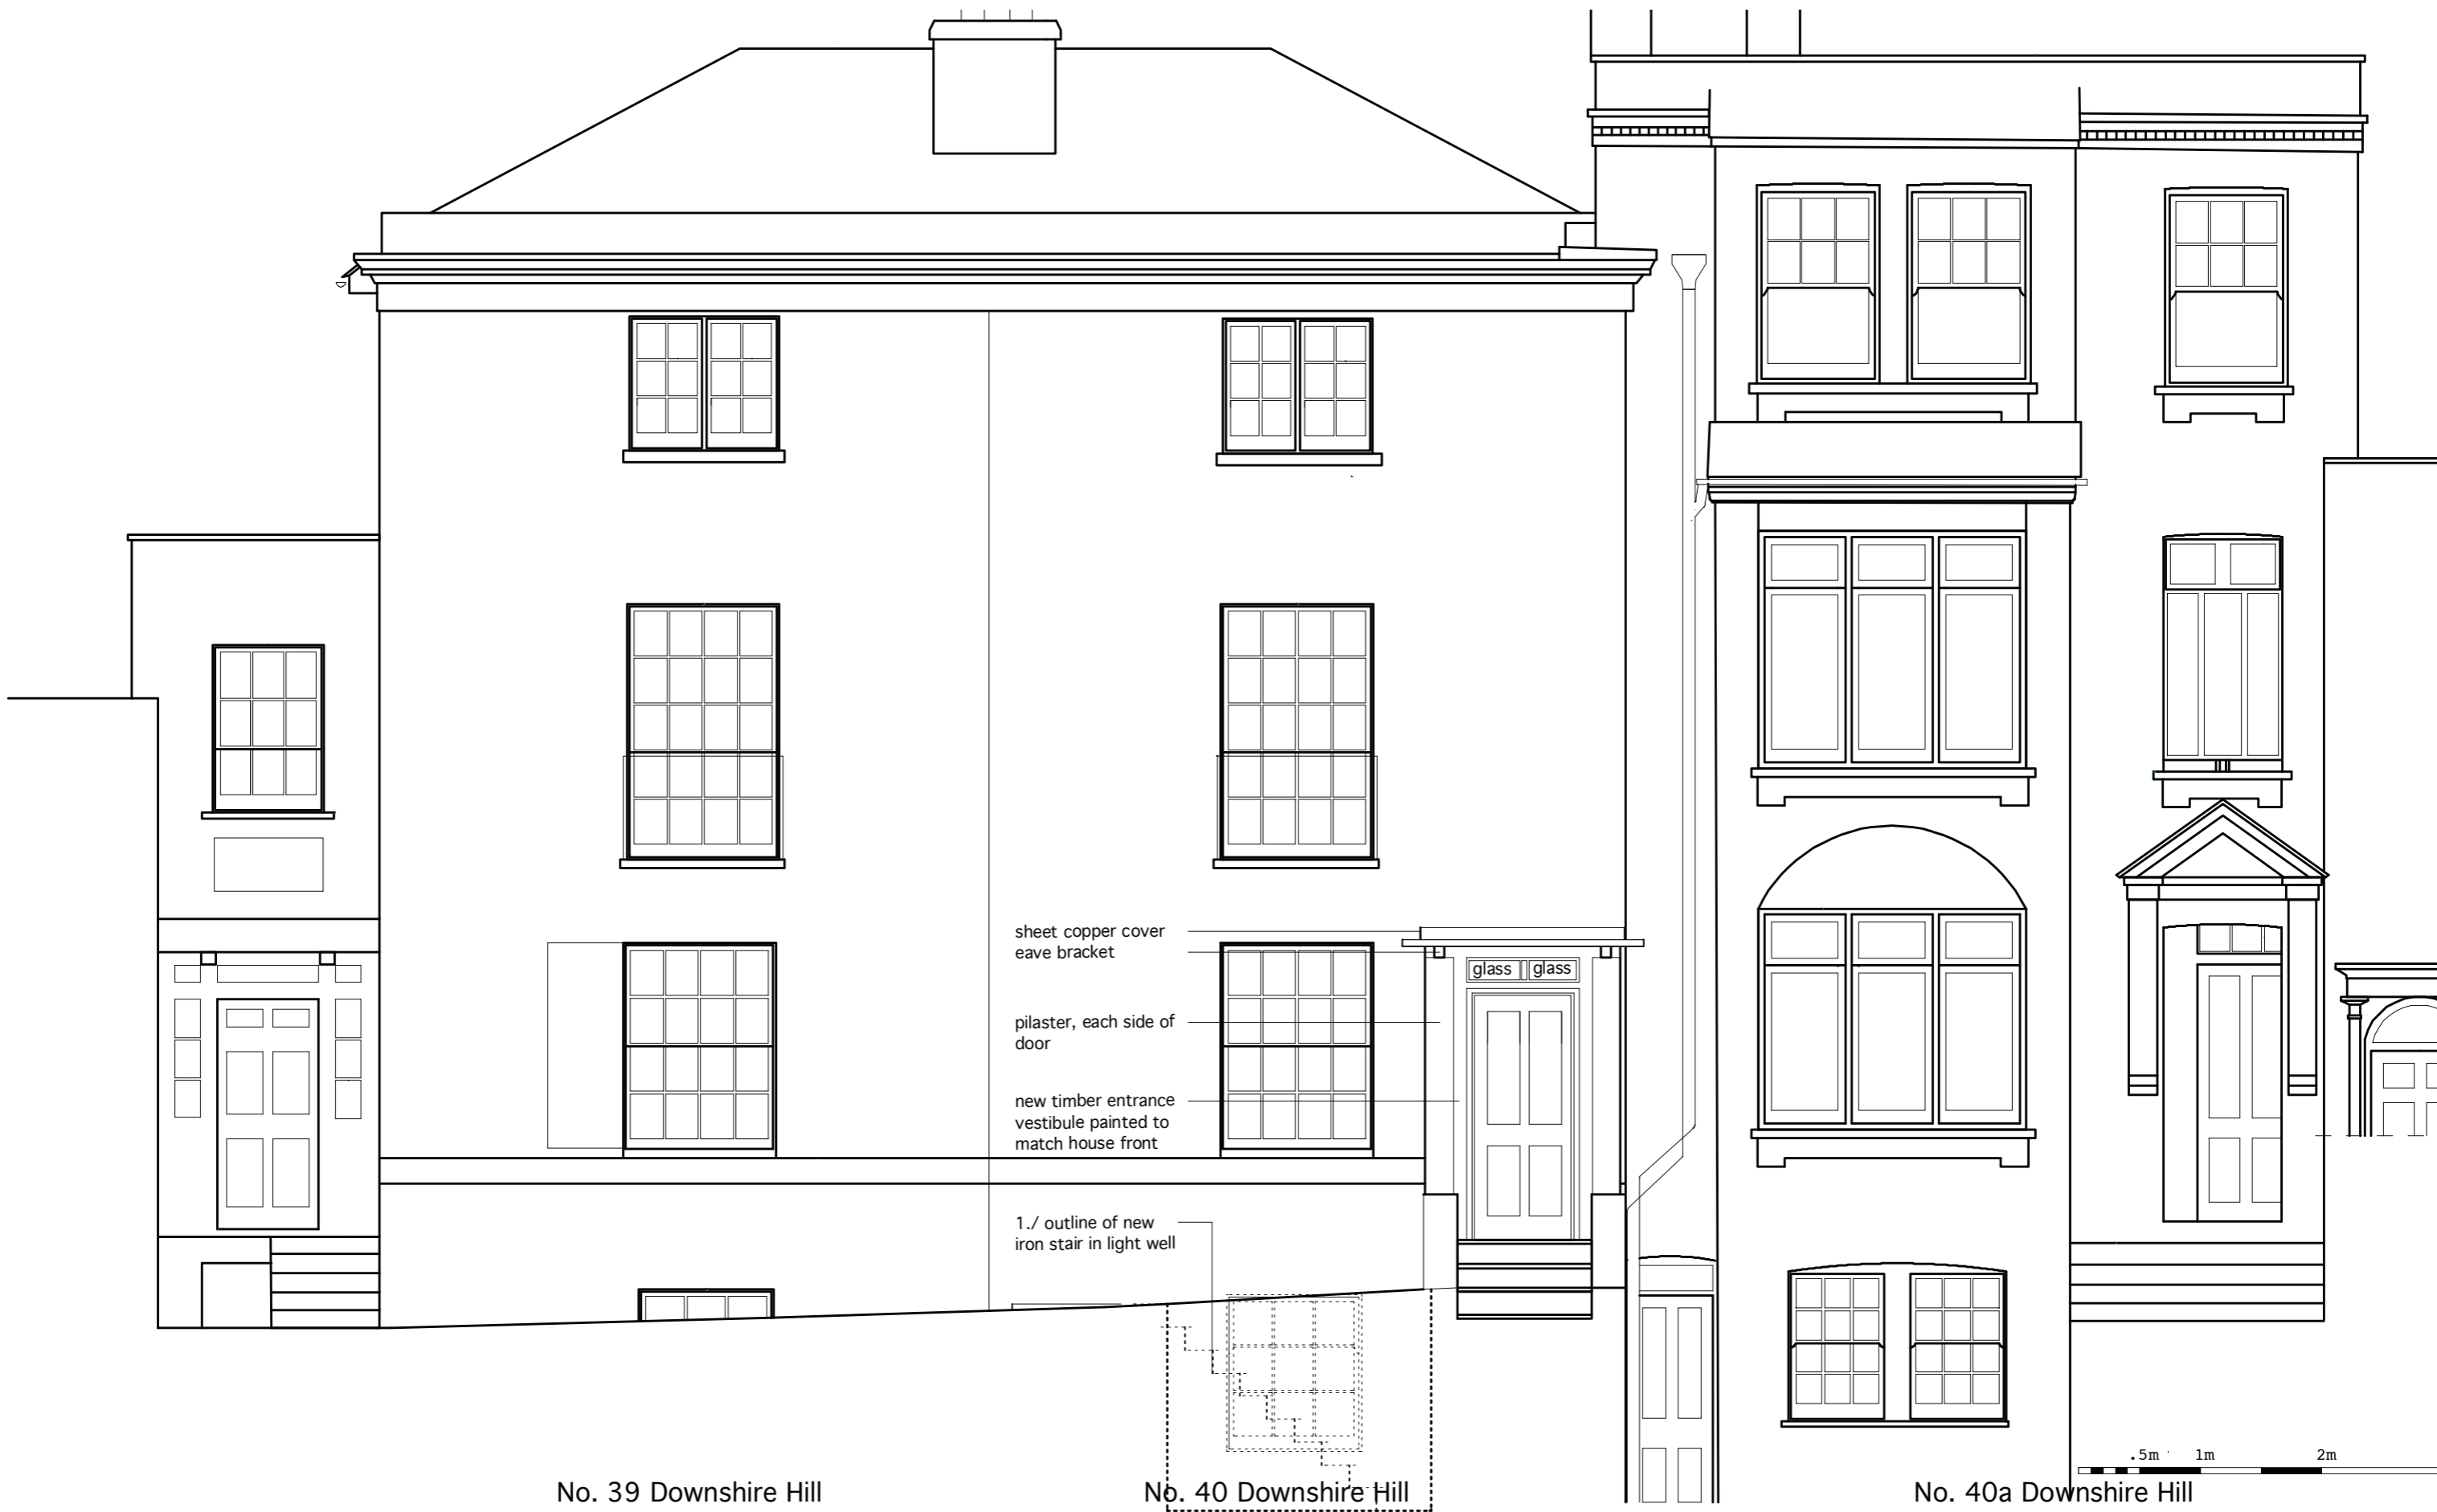 sheet copper cover
eave bracket
glass glass
pilaster, each side of
door
new timber entrance
vestibule painted to
match house front
1./ outline of new
iron stair in light well
.5m 1m 2m
No. 39 Downshire Hill
No. 40 Downshire Hill
No. 40a Downshire Hill